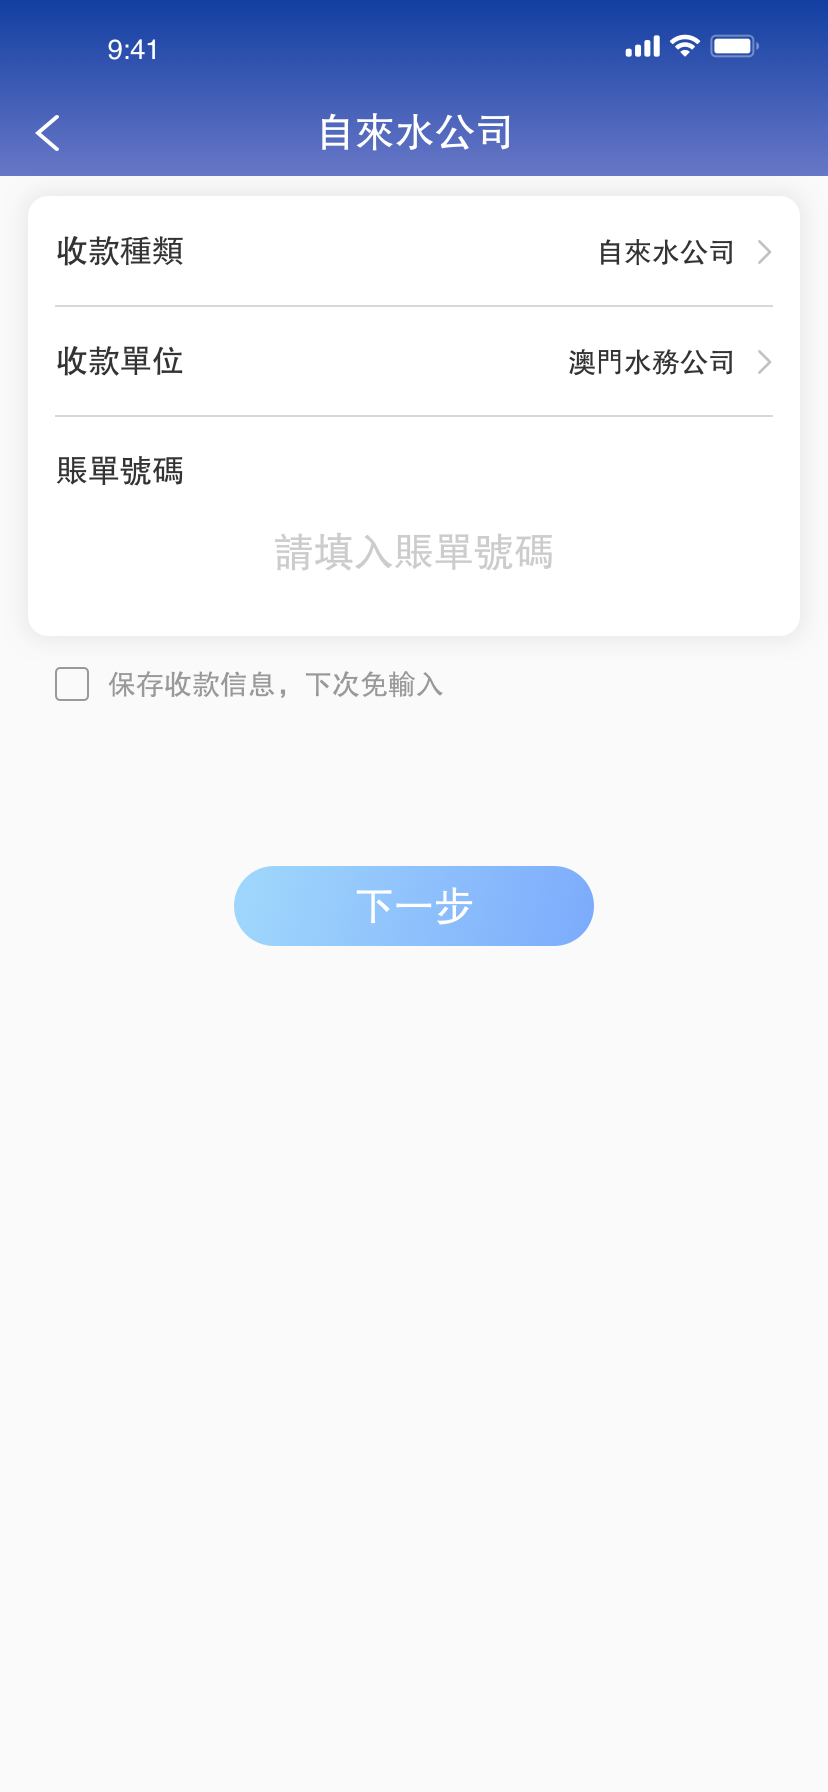 9:41
自來水公司
收款種類 自來水公司
收款單位 澳門水務公司
賬單號碼
請填入賬單號碼
保存收款信息，下次免輸入
下一步